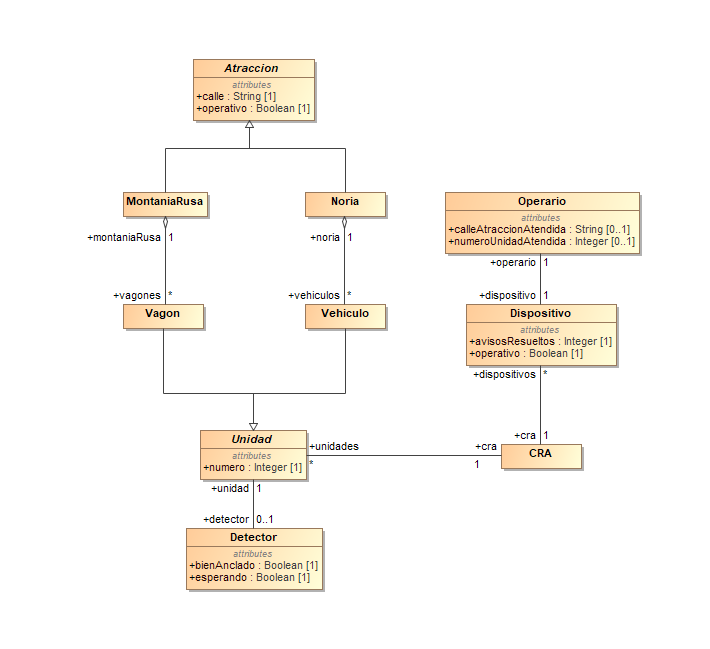 Atraccion
attributes
+calle : String [1]
+operativo : Boolean [1]
MontaniaRusa
Noria
Operario
attributes
+calleAtraccionAtendida : String [0..1]
+numeroUnidadAtendida : Integer [0..1]
+montaniaRusa 1
+noria 1
+operario 1
+vagones *
+vehiculos *
+dispositivo 1
Vagon
Vehiculo
Dispositivo
attributes
+avisosResueltos : Integer [1]
+operativo : Boolean [1]
+dispositivos *
+cra 1
Unidad
attributes
+numero : Integer [1]
+unidades
*
+cra
1
CRA
+unidad 1
+detector 0..1
Detector
attributes
+bienAnclado : Boolean [1]
+esperando : Boolean [1]